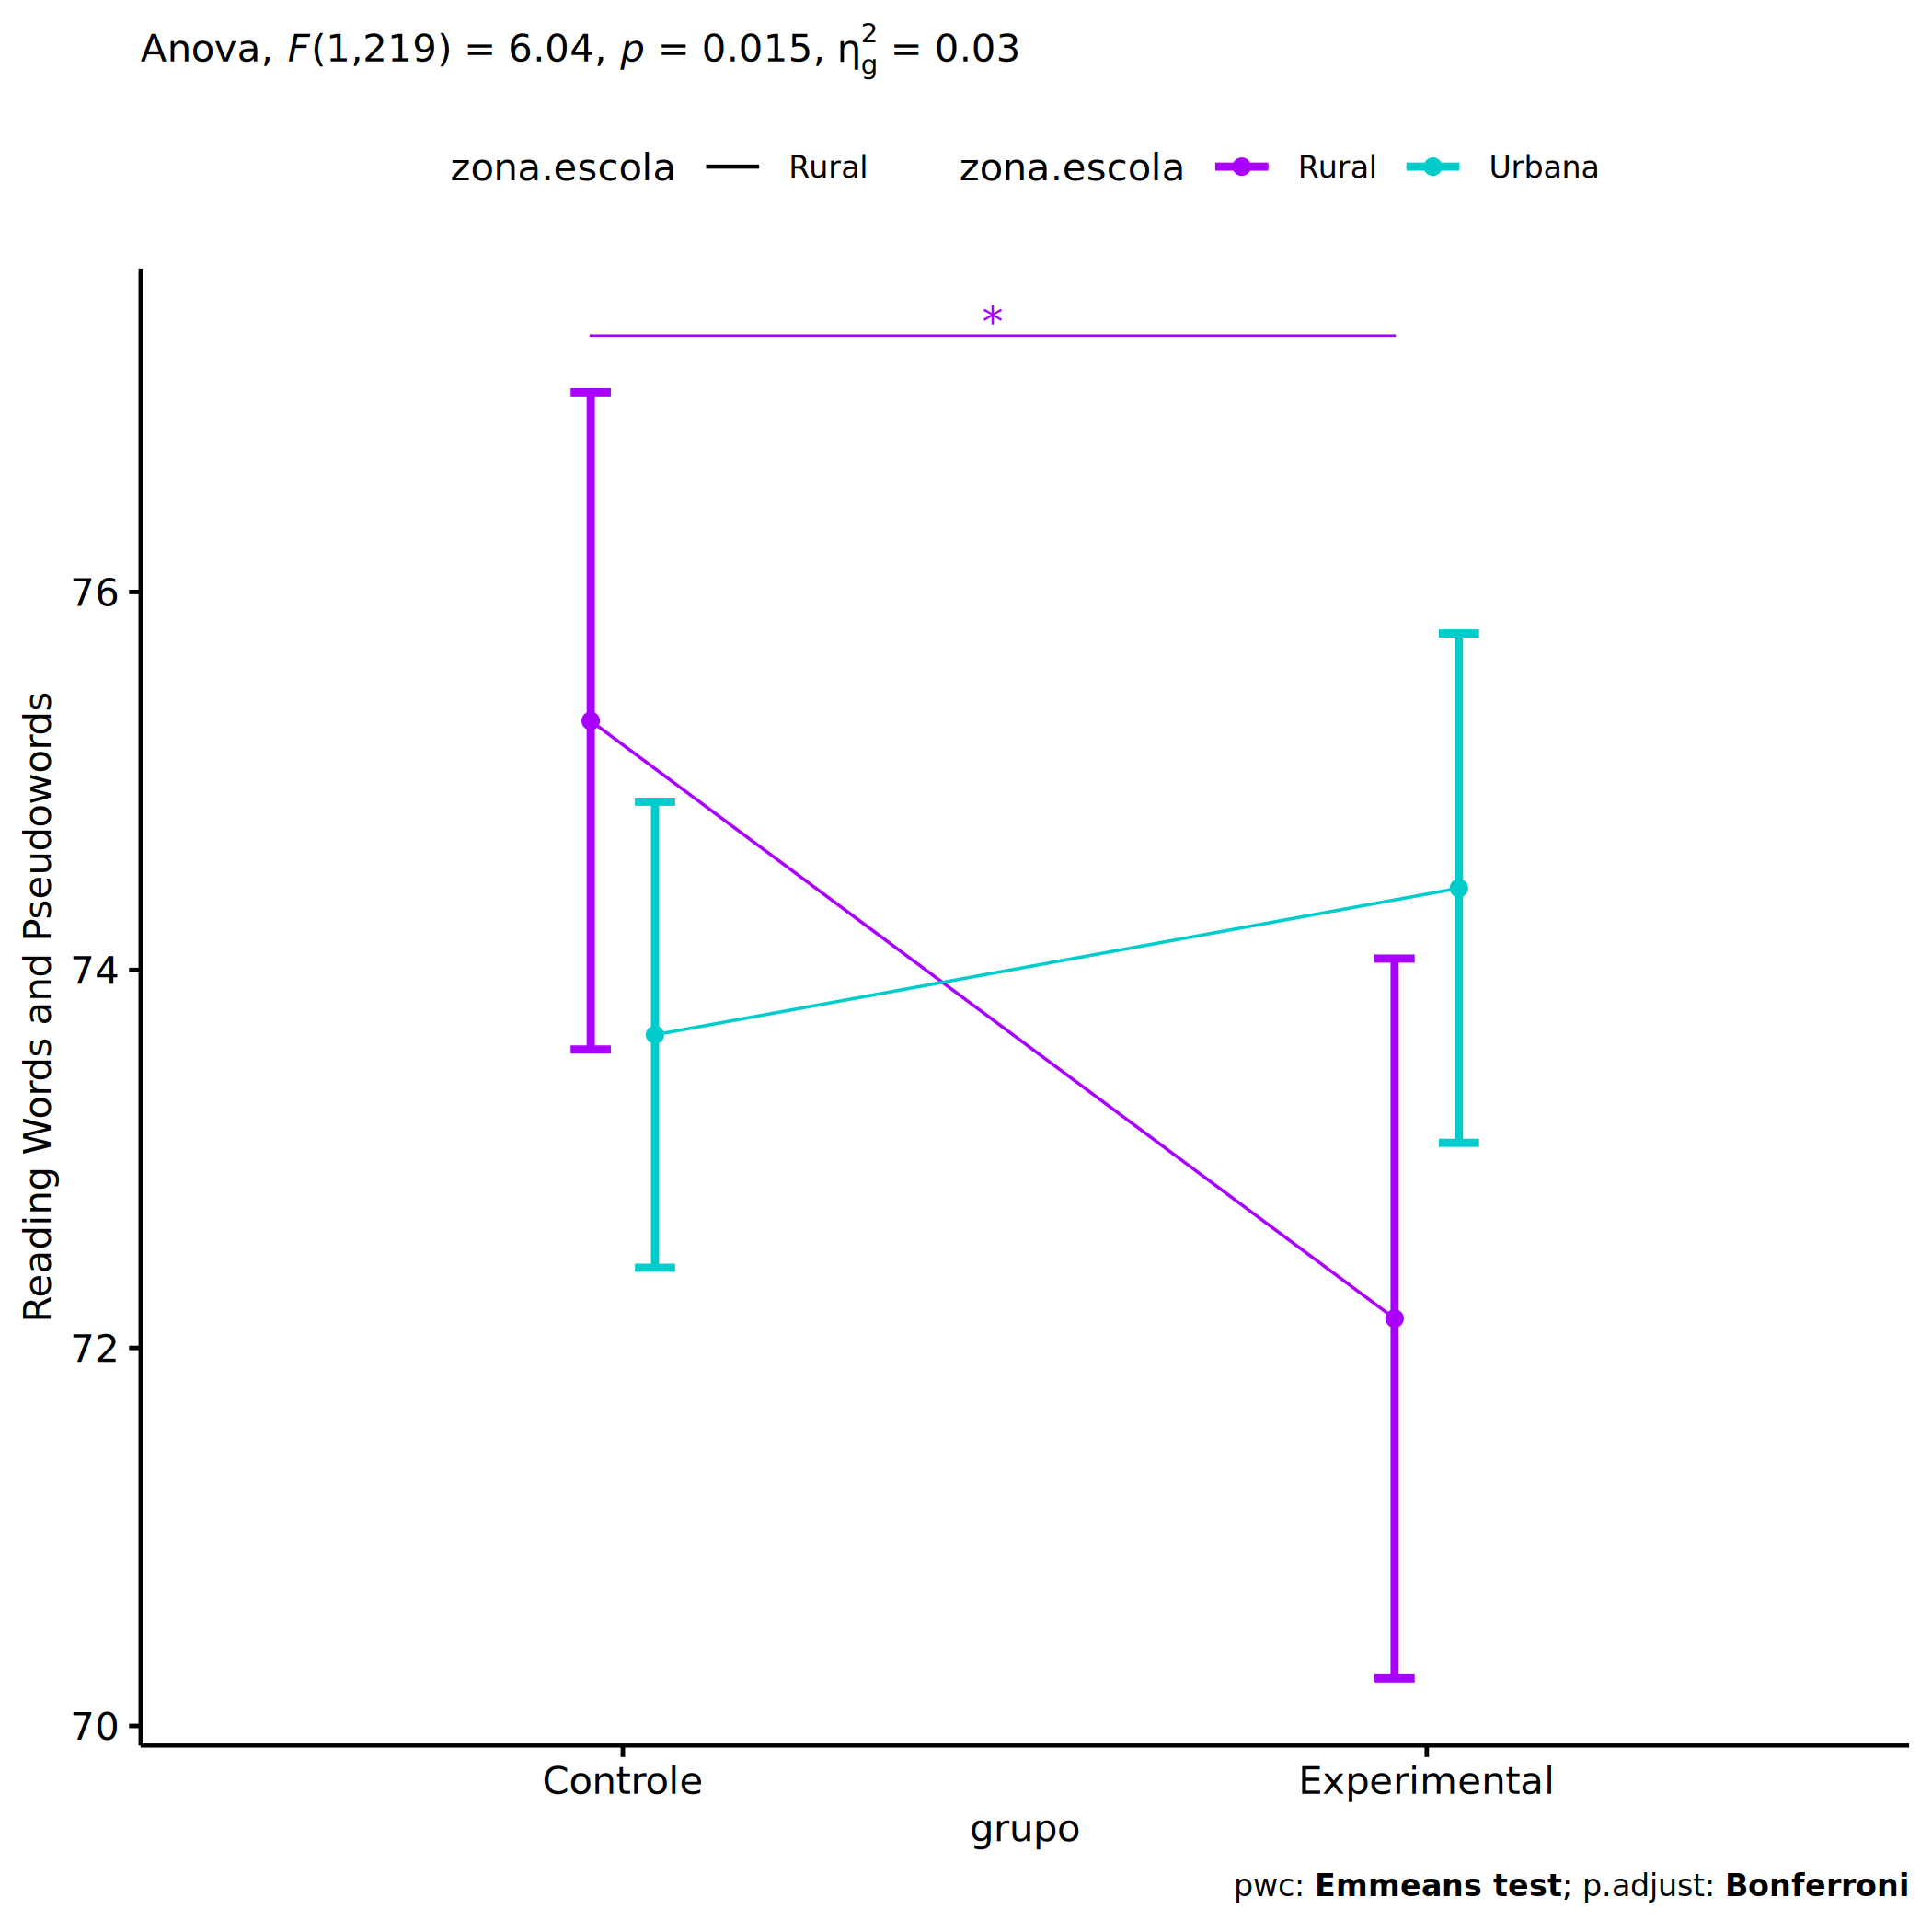 Anova, F(1,219) = 6.04, p = 0.015, η²g = 0.03
zona.escola Rural zona.escola Rural Urbana
*
76
74
72
70
Reading Words and Pseudowords
Controle Experimental
grupo
pwc: Emmeans test; p.adjust: Bonferroni